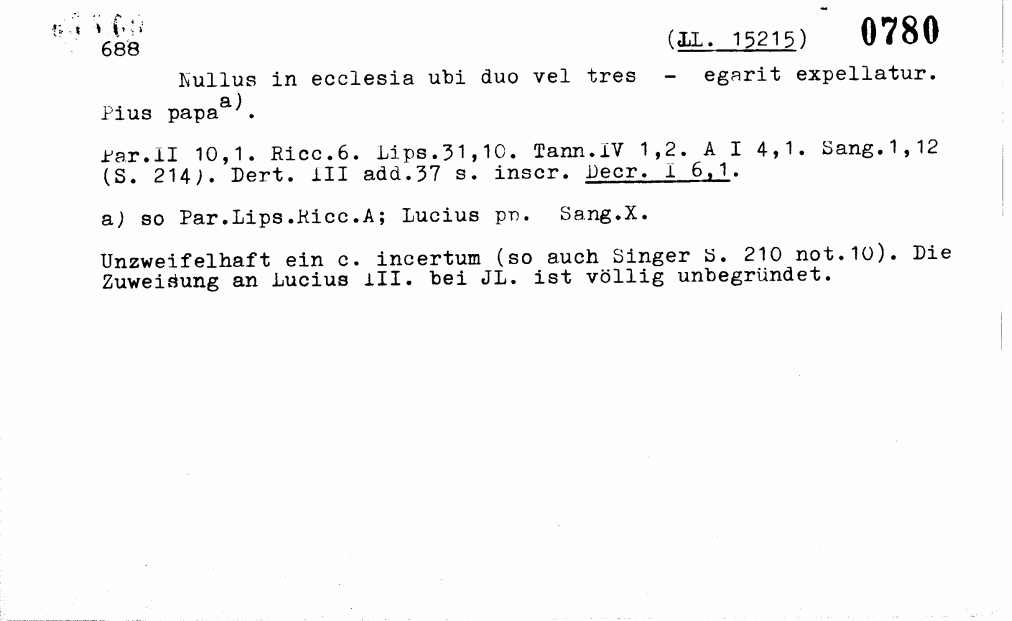 688
(JL. 15215) 0780
Nullus in ecclesia ubi duo vel tres - egarit expellatur.
Pius papa a).
Par.II 10,1. Ricc.6. Lips.31,10. Tann.IV 1,2. A I 4,1. Sang.1,12
(S. 214). Dert. III add.37 s. inscr. Decr. I 6,1.
a) so Par.Lips.Ricc.A; Lucius pp. Sang.X.
Unzweifelhaft ein c. incertum (so auch Singer S. 210 not.10). Die
Zuweisung an Lucius III. bei JL. ist völlig unbegründet.